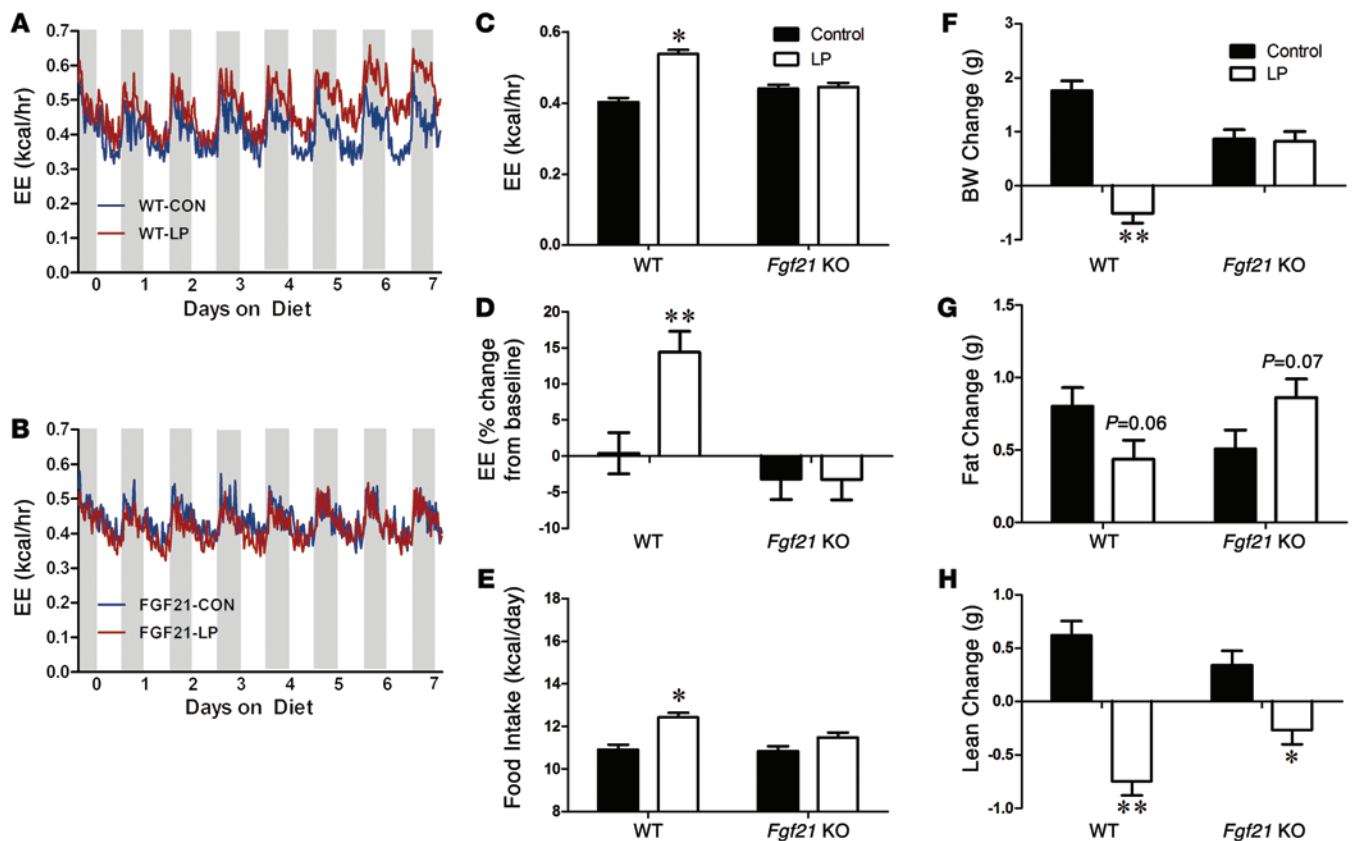 A
0.7
0.6
0.5
0.4
0.3
0.2
0.1
0.0
EE (kcal/hr)
WT-CON
WT-LP
0 1 2 3 4 5 6 7
Days on Diet
B
0.7
0.6
0.5
0.4
0.3
0.2
0.1
0.0
EE (kcal/hr)
FGF21-CON
FGF21-LP
0 1 2 3 4 5 6 7
Days on Diet
C
0.6
0.4
0.2
0.0
EE (kcal/hr)
*
Control
LP
WT Fgf21 KO
D
20
15
10
5
0
-5
-10
EE (% change
from baseline)
**
WT Fgf21 KO
E
18
16
14
12
10
8
Food Intake (kcal/day)
*
WT Fgf21 KO
F
3
2
1
0
-1
BW Change (g)
Control
LP
**
WT Fgf21 KO
G
1.5
1.0
0.5
0.0
Fat Change (g)
P=0.06
P=0.07
WT Fgf21 KO
H
1.0
0.5
0.0
-0.5
-1.0
Lean Change (g)
**
*
WT Fgf21 KO